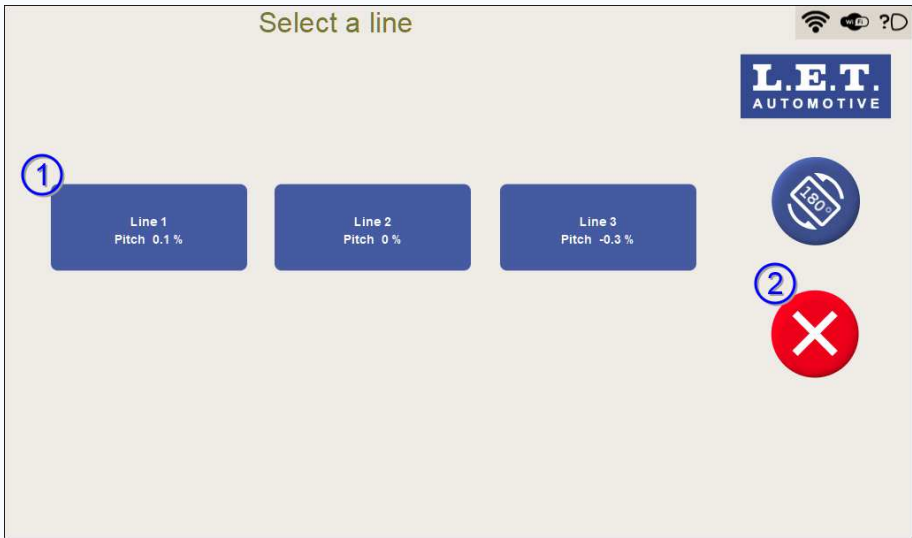 Select a line
WiFi ?D
L.E.T.
AUTOMOTIVE
1
Line 1
Pitch 0.1 %
Line 2
Pitch 0 %
Line 3
Pitch -0.3 %
180°
2